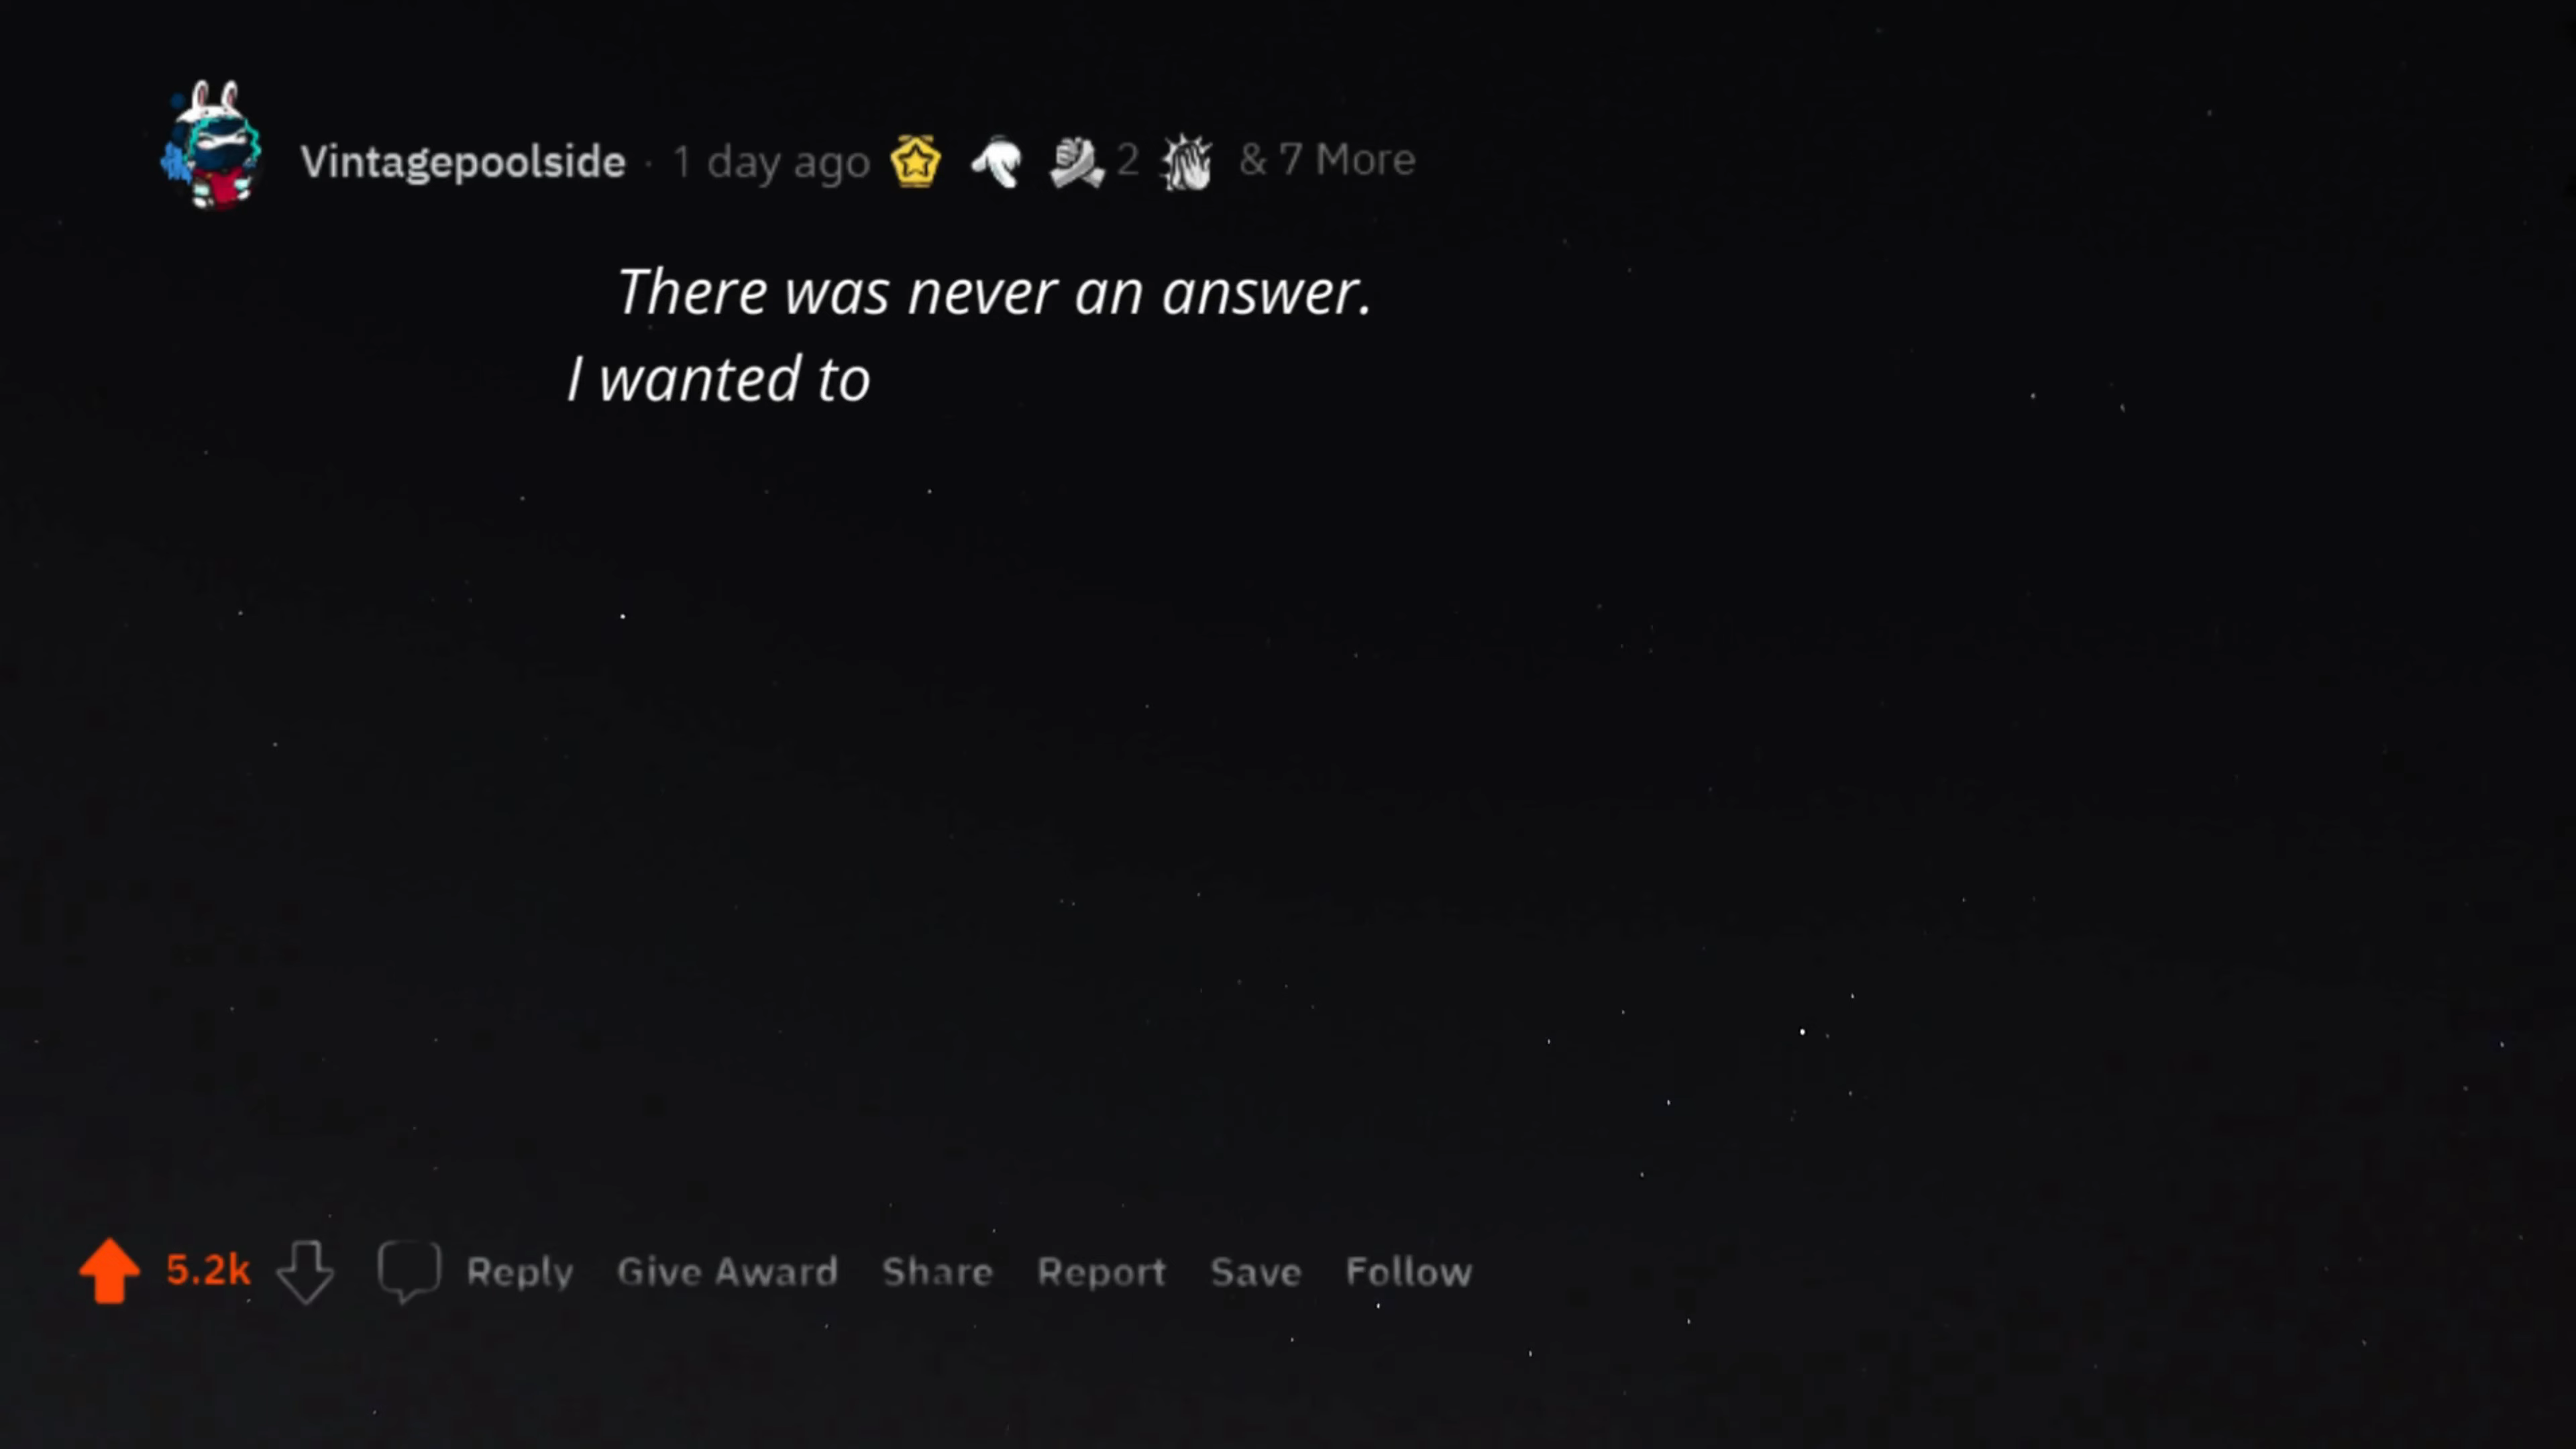 Vintagepoolside · 1 day ago 2 & 7 More
There was never an answer.
I wanted to
5.2k Reply Give Award Share Report Save Follow